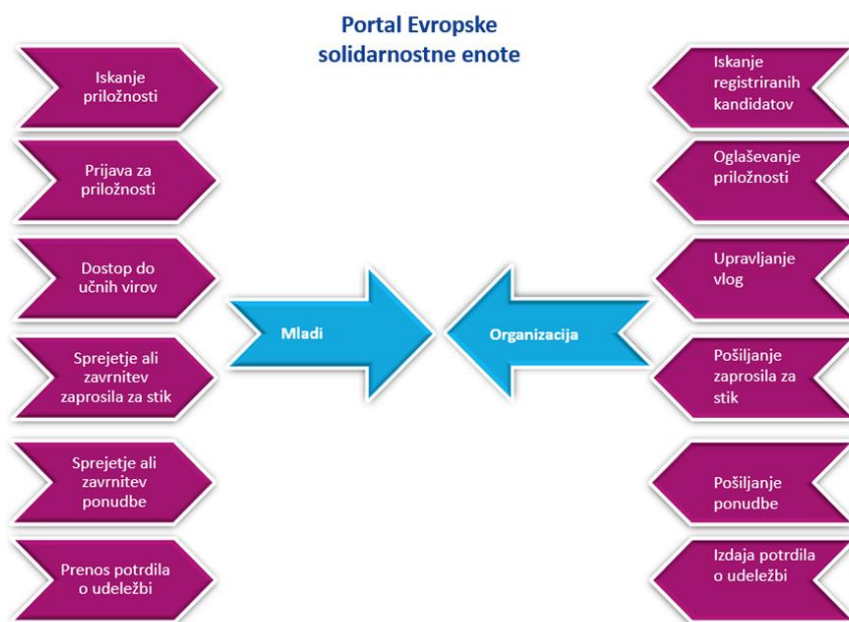 Portal Evropske
solidarnostne enote
Iskanje
priložnosti
Prijava za
priložnosti
Dostop do
učnih virov
Sprejetje ali
zavrnitev
zaprosila za stik
Sprejetje ali
zavrnitev
ponudbe
Prenos potrdila
o udeležbi
Mladi
Organizacija
Iskanje
registriranih
kandidatov
Oglaševanje
priložnosti
Upravljanje
vlog
Pošiljanje
zaprosila za
stik
Pošiljanje
ponudbe
Izdaja potrdila
o udeležbi